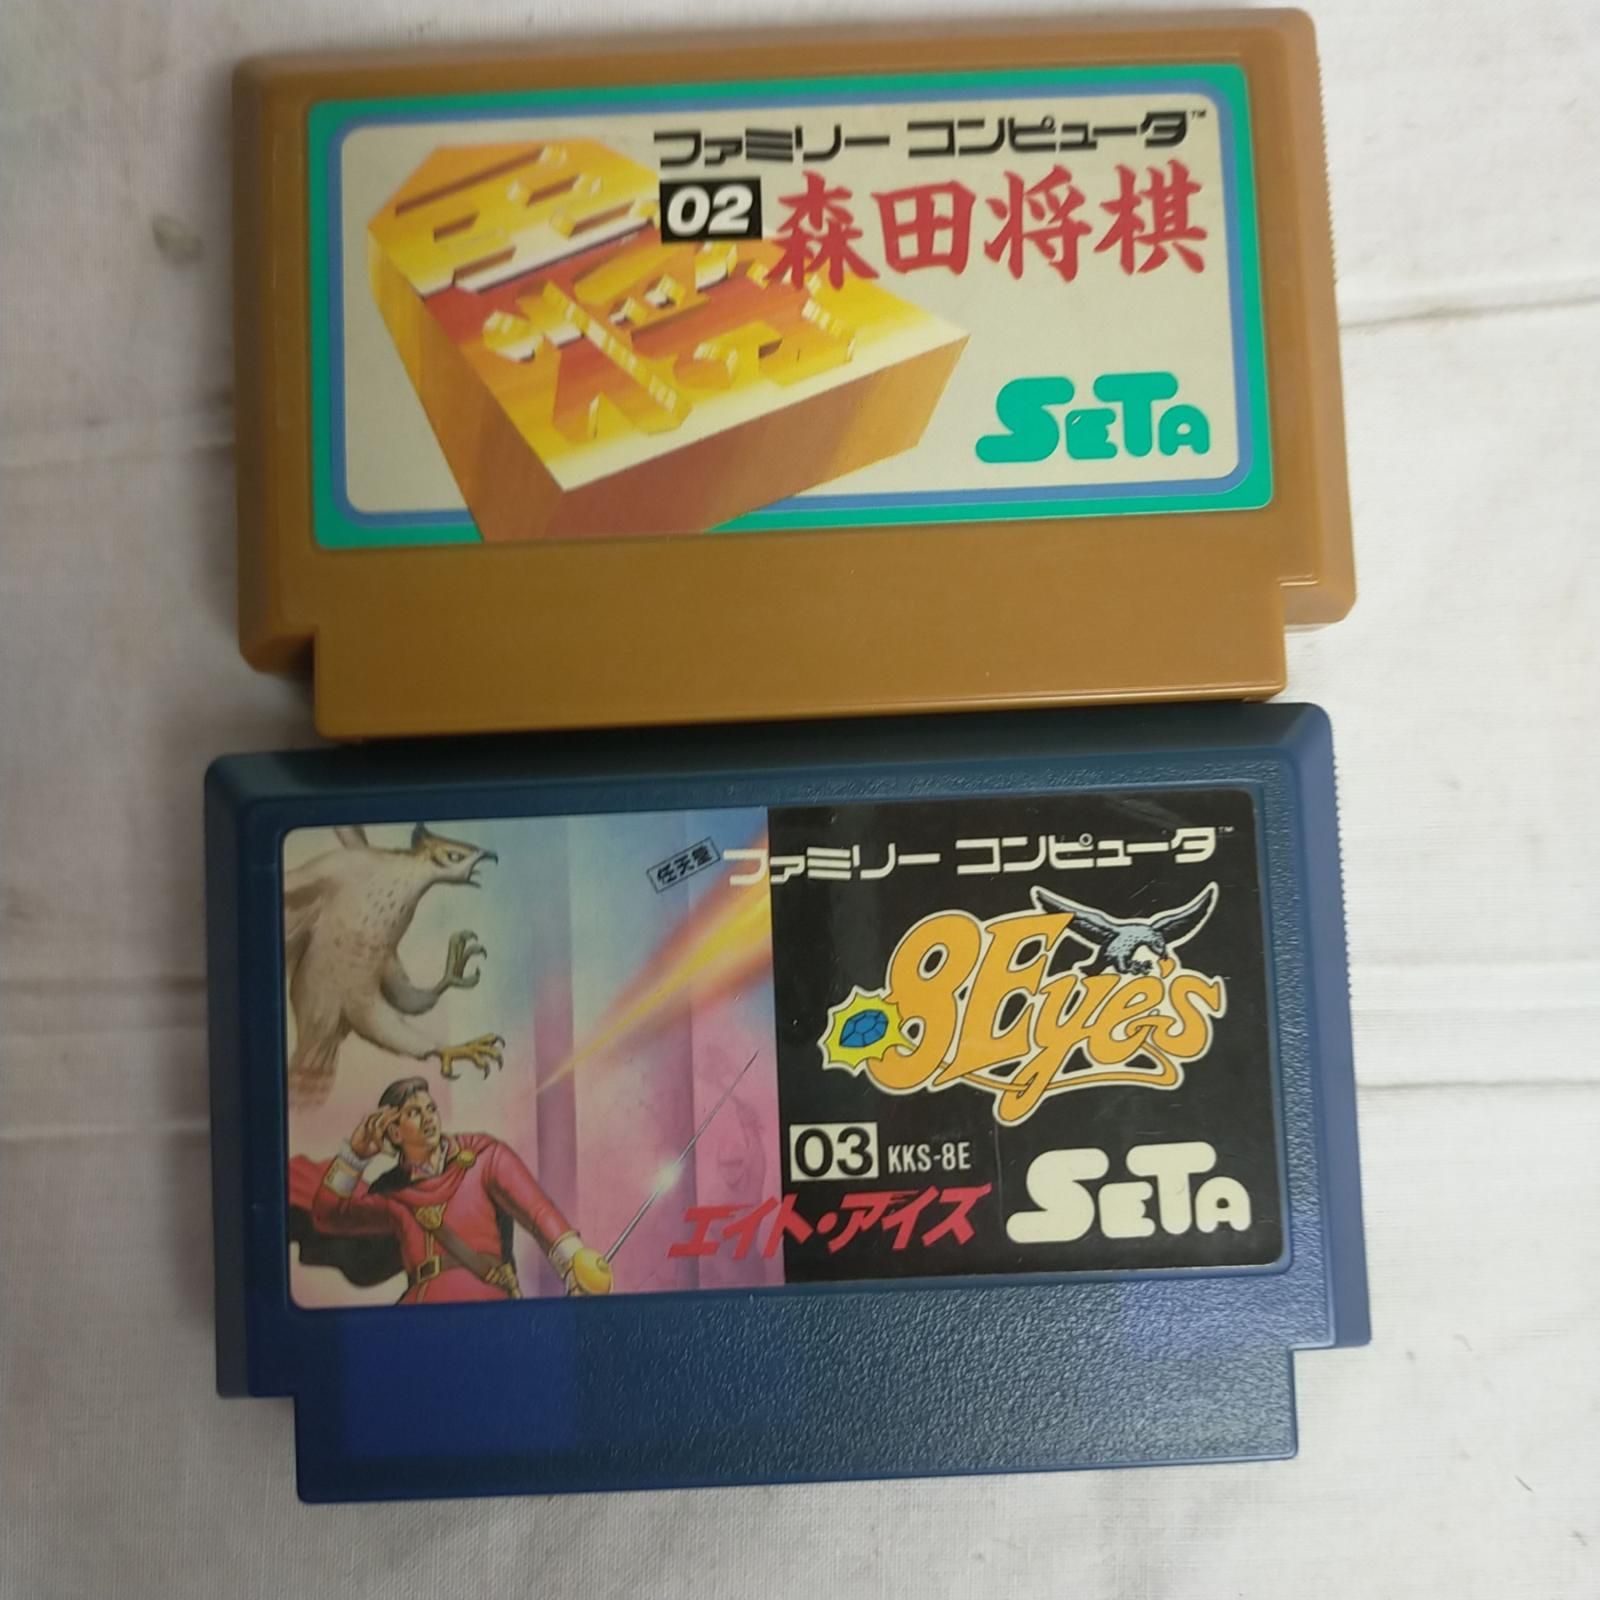 ファミリー コンピュータ™
02 森田将棋
SETA
任天堂
ファミリー コンピュータ™
8Eye's
03 KKS-8E
エイト・アイズ
SETA